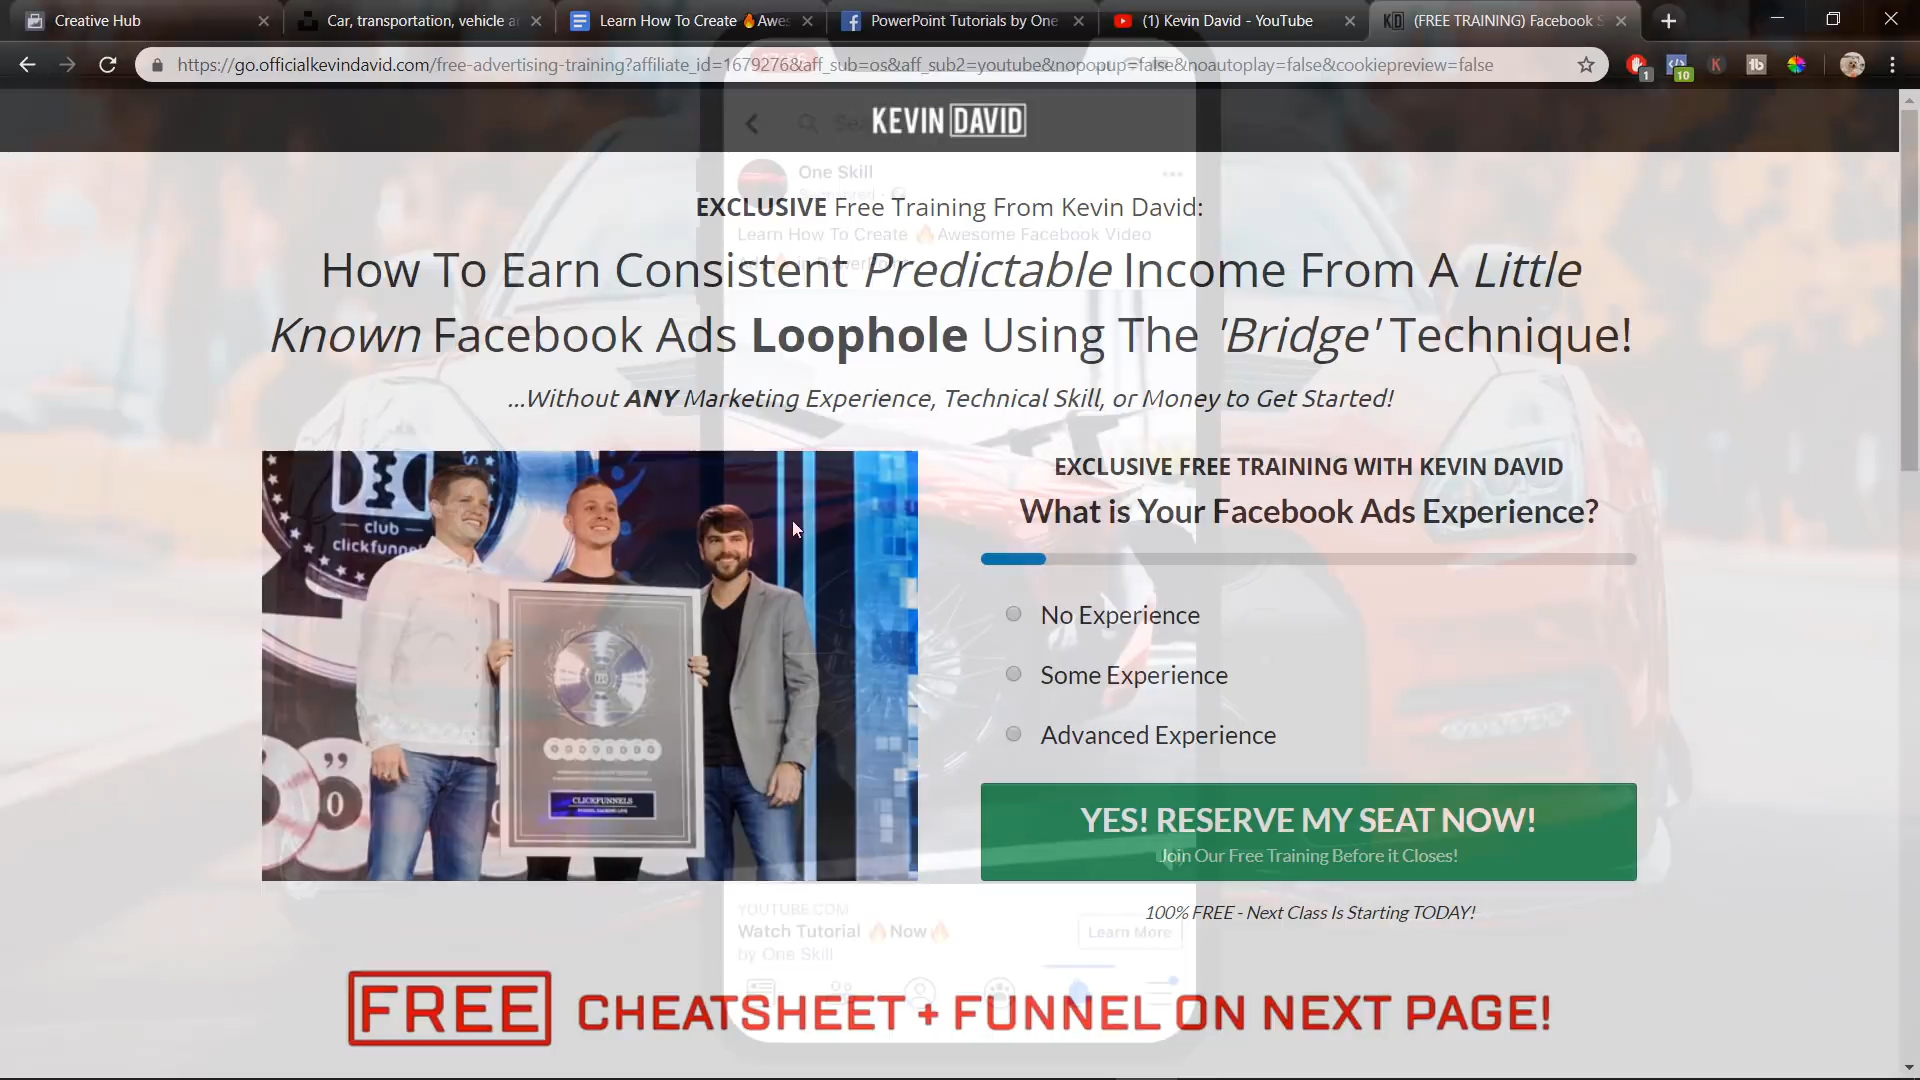 Creative Hub
Car, transportation, vehicle a
Learn How To Create 🔥Awes
PowerPoint Tutorials by One
(1) Kevin David - YouTube
(FREE TRAINING) Facebook S
https://go.officialkevindavid.com/free-advertising-training?affiliate_id=1679276&aff_sub=os&aff_sub2=youtube&nopopup=false&noautoplay=false&cookiepreview=false
1
10
KEVIN DAVID
One Skill
EXCLUSIVE Free Training From Kevin David:
Learn How To Create 🔥Awesome Facebook Video
How To Earn Consistent Predictable Income From A Little
Known Facebook Ads Loophole Using The 'Bridge' Technique!
...Without ANY Marketing Experience, Technical Skill, or Money to Get Started!
club
clickfunne
CLICKFUNNELS
EXCLUSIVE FREE TRAINING WITH KEVIN DAVID
What is Your Facebook Ads Experience?
No Experience
Some Experience
Advanced Experience
YES! RESERVE MY SEAT NOW!
Join Our Free Training Before it Closes!
100% FREE - Next Class Is Starting TODAY!
YOUTUBE.COM
Watch Tutorial 🔥Now🔥
Learn More
by One Skill
FREE CHEATSHEET + FUNNEL ON NEXT PAGE!